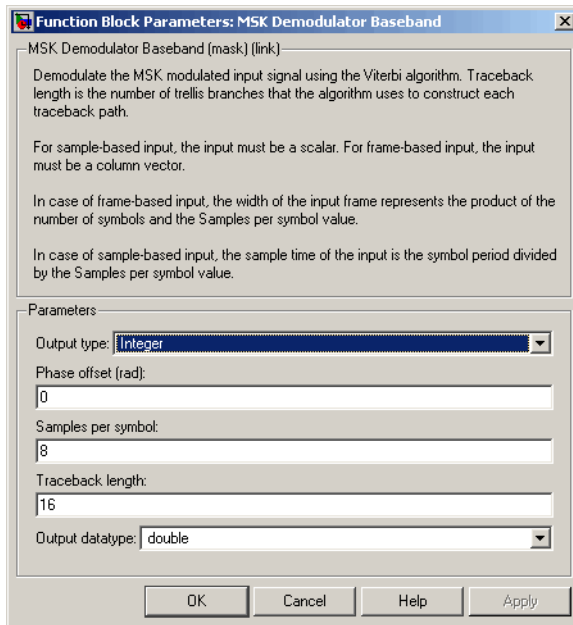 Function Block Parameters: MSK Demodulator Baseband
MSK Demodulator Baseband (mask) (link)
Demodulate the MSK modulated input signal using the Viterbi algorithm. Traceback
length is the number of trellis branches that the algorithm uses to construct each
traceback path.
For sample-based input, the input must be a scalar. For frame-based input, the input
must be a column vector.
In case of frame-based input, the width of the input frame represents the product of the
number of symbols and the Samples per symbol value.
In case of sample-based input, the sample time of the input is the symbol period divided
by the Samples per symbol value.
Parameters
Output type: Integer
Phase offset (rad):
0
Samples per symbol:
8
Traceback length:
16
Output datatype: double
OK Cancel Help Apply